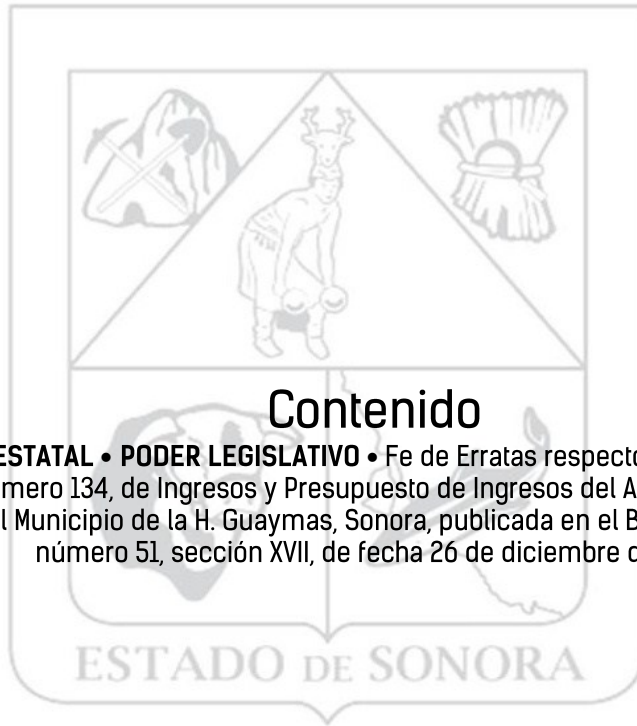 Contenido
ESTATAL • PODER LEGISLATIVO • Fe de Erratas respecto
mero 134, de Ingresos y Presupuesto de Ingresos del A
l Municipio de la H. Guaymas, Sonora, publicada en el B
número 51, sección XVII, de fecha 26 de diciembre d
ESTADO DE SONORA